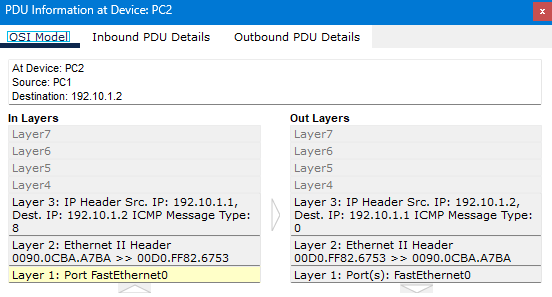 PDU Information at Device: PC2
x
OSI Model Inbound PDU Details Outbound PDU Details
At Device: PC2
Source: PC1
Destination: 192.10.1.2
In Layers
Layer7
Layer6
Layer5
Layer4
Layer 3: IP Header Src. IP: 192.10.1.1,
Dest. IP: 192.10.1.2 ICMP Message Type:
8
Layer 2: Ethernet II Header
0090.0CBA.A7BA >> 00D0.FF82.6753
Layer 1: Port FastEthernet0
Out Layers
Layer7
Layer6
Layer5
Layer4
Layer 3: IP Header Src. IP: 192.10.1.2,
Dest. IP: 192.10.1.1 ICMP Message Type:
0
Layer 2: Ethernet II Header
00D0.FF82.6753 >> 0090.0CBA.A7BA
Layer 1: Port(s): FastEthernet0